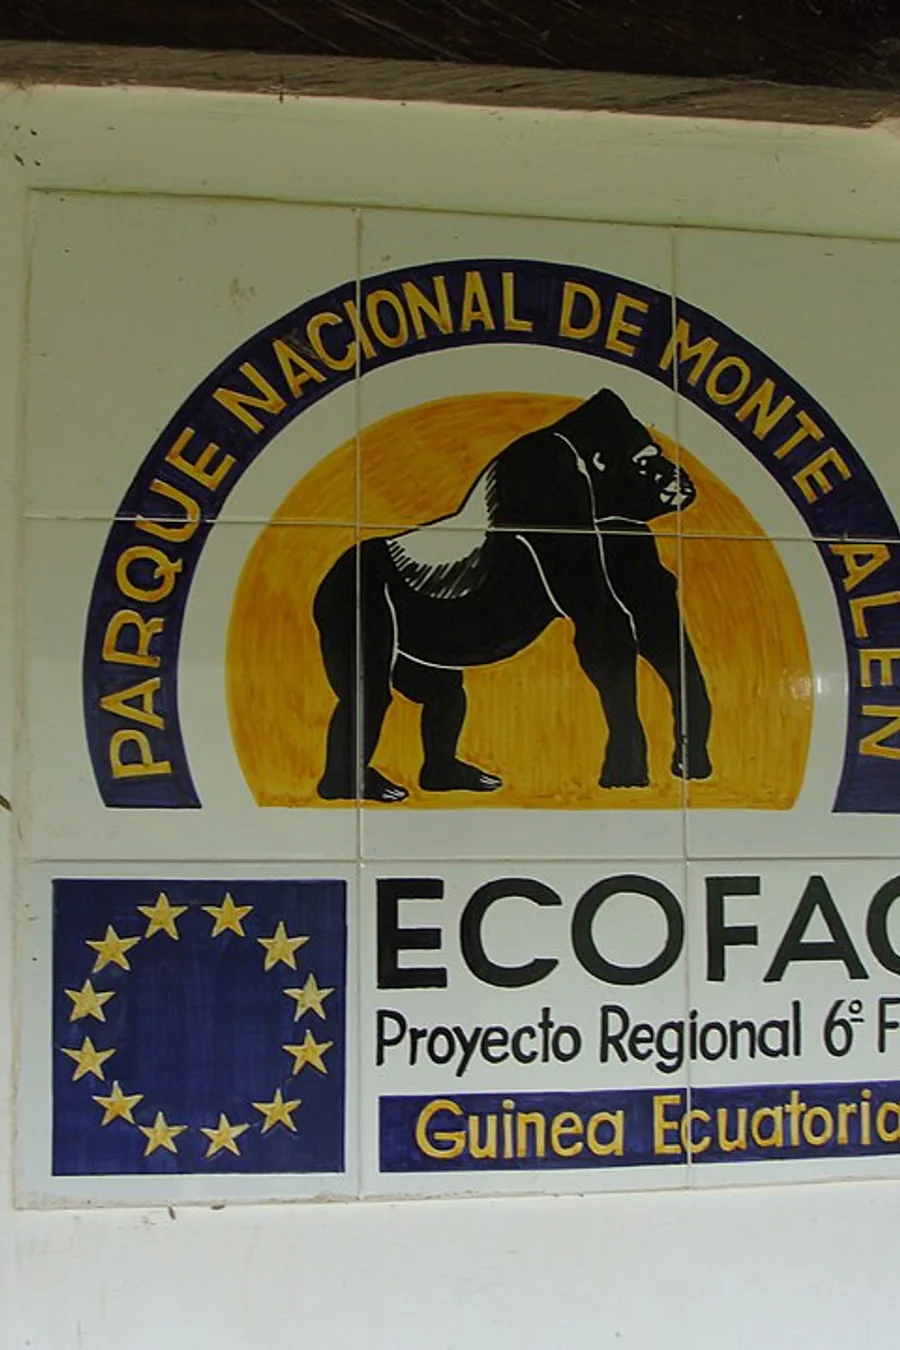 PARQUE NACIONAL DE MONTE ALEN
ECOFAC
Proyecto Regional 6º F
Guinea Ecuatoria